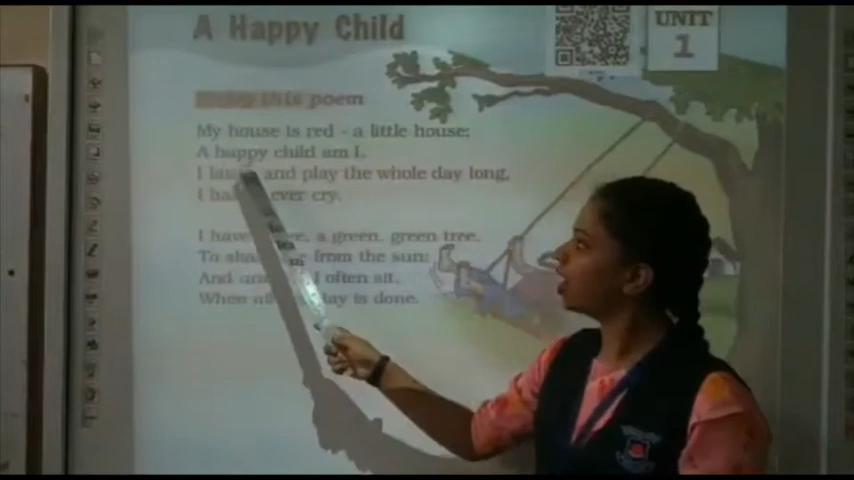 A Happy Child
UNIT
1
this poem
My house is red - a little house;
A happy child am I.
I and play the whole day long,
I ever cry.
I have a green, green tree,
To from the sun;
And I often sit,
When day is done.